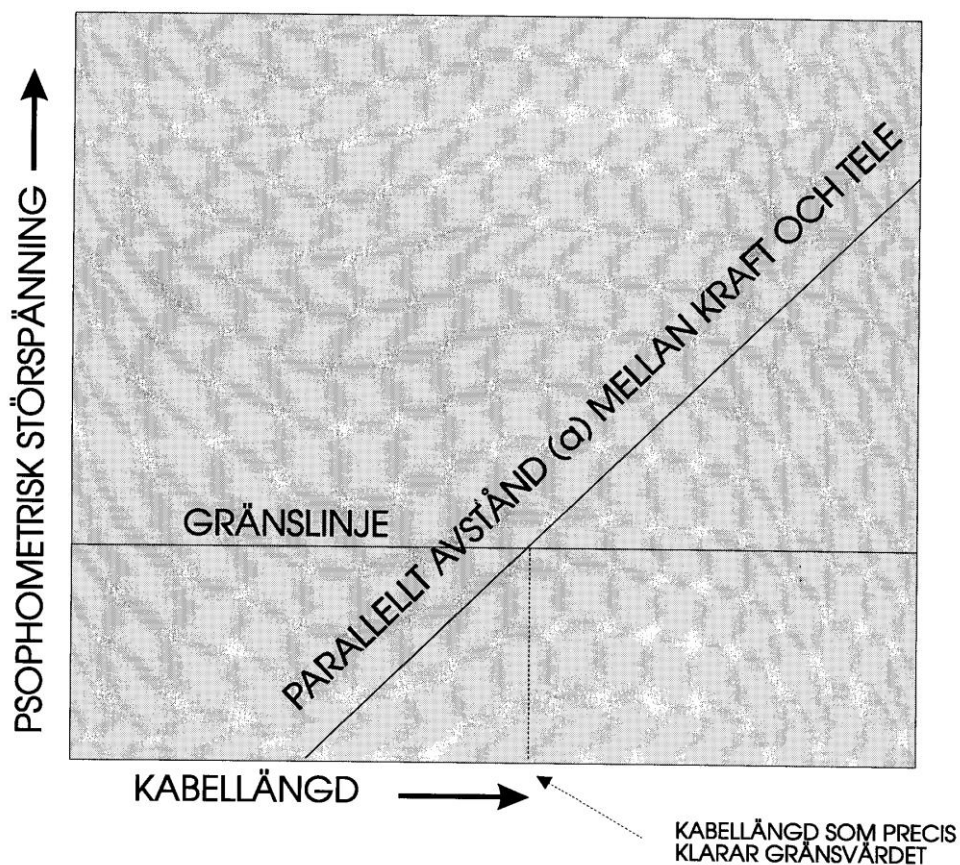 PSOPHOMETRISK STÖRSPÄNNING
PARALLELLT AVSTÅND (a) MELLAN KRAFT OCH TELE
GRÄNSLINJE
KABELLÄNGD
KABELLÄNGD SOM PRECIS
KLARAR GRÄNSVÄRDET